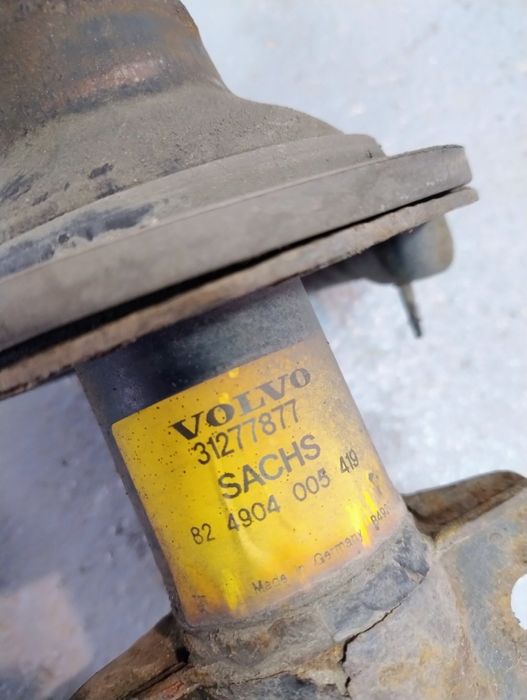 VOLVO
31277877
SACHS
82 4904 005 419
Made in Germany